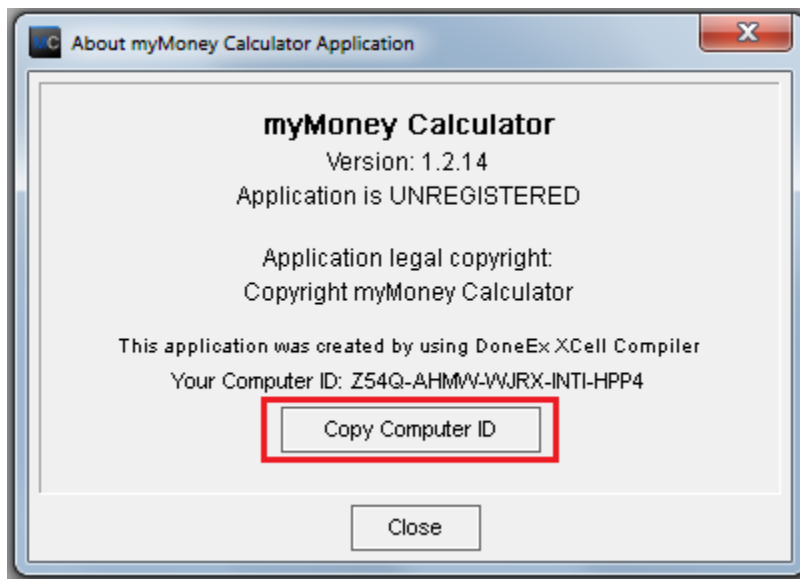 MC About myMoney Calculator Application
myMoney Calculator
Version: 1.2.14
Application is UNREGISTERED
Application legal copyright:
Copyright myMoney Calculator
This application was created by using DoneEx XCell Compiler
Your Computer ID: Z54Q-AHMW-WJRX-INTI-HPP4
Copy Computer ID
Close